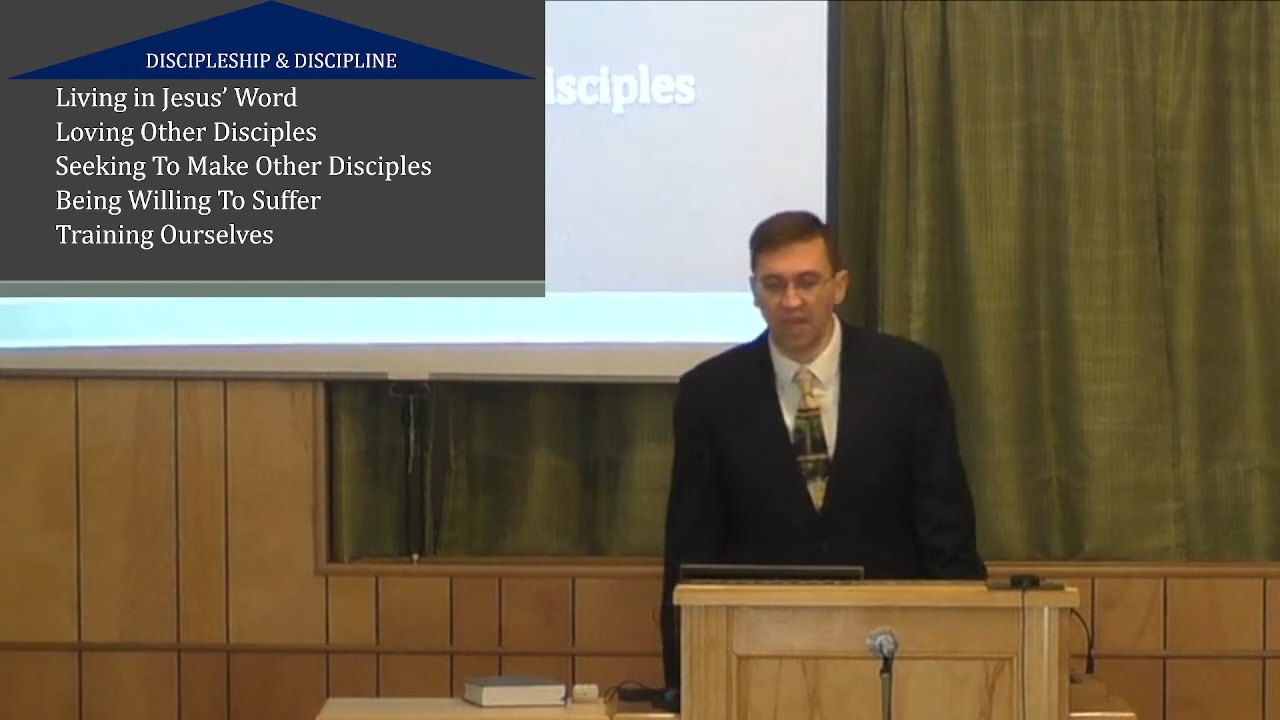 DISCIPLESHIP & DISCIPLINE
Living in Jesus' Word
Loving Other Disciples
Seeking To Make Other Disciples
Being Willing To Suffer
Training Ourselves
isciples